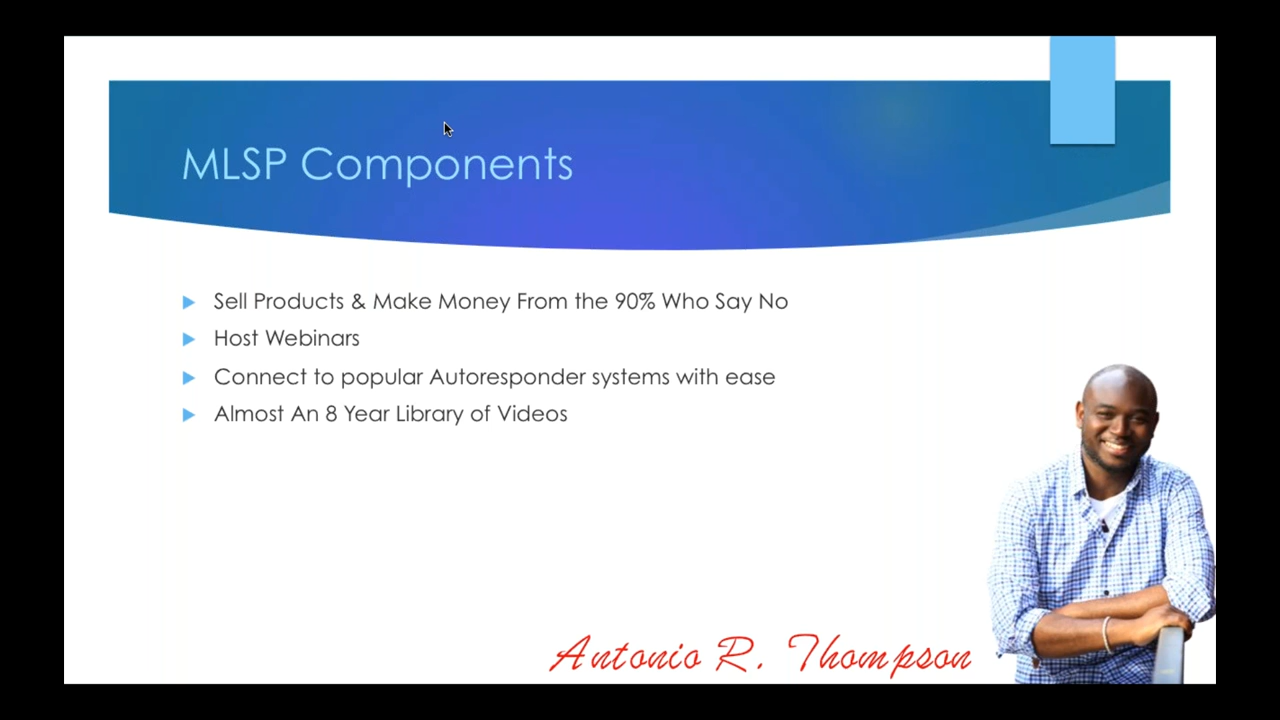 MLSP Components
Sell Products & Make Money From the 90% Who Say No
Host Webinars
Connect to popular Autoresponder systems with ease
Almost An 8 Year Library of Videos
Antonio R. Thompson